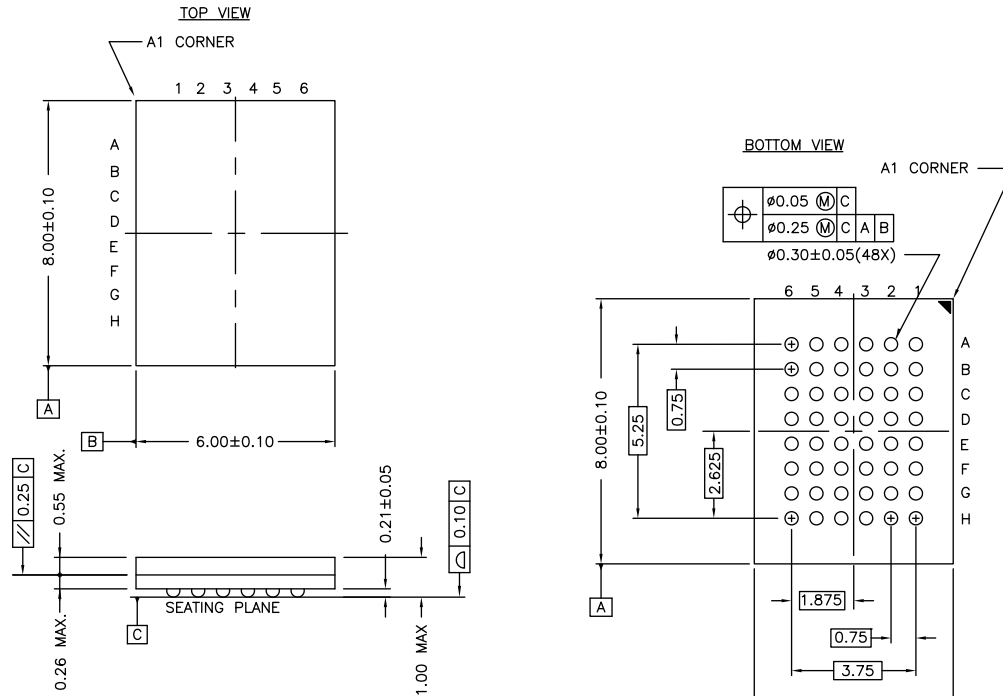 TOP VIEW
A1 CORNER
1 2 3 4 5 6
A
B
C
D
E
F
G
H
8.00±0.10
A
B
6.00±0.10
// 0.25 C
0.55 MAX.
0.21±0.05
⌓ 0.10 C
SEATING PLANE
C
0.26 MAX.
1.00 MAX
BOTTOM VIEW
A1 CORNER
⌖ ø0.05 Ⓜ C
ø0.25 Ⓜ C A B
ø0.30±0.05(48X)
6 5 4 3 2 1
A
B
C
D
E
F
G
H
8.00±0.10
5.25
0.75
2.625
A
1.875
0.75
3.75